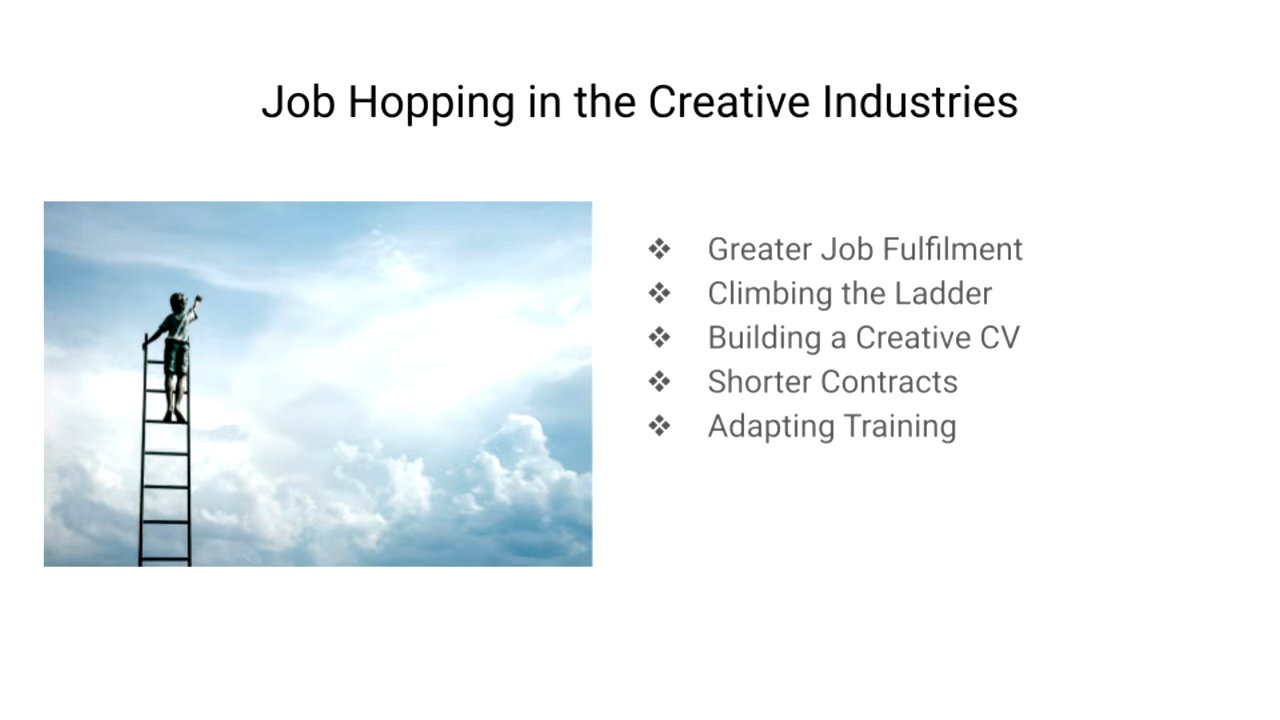 Job Hopping in the Creative Industries
❖ Greater Job Fulfilment
❖ Climbing the Ladder
❖ Building a Creative CV
❖ Shorter Contracts
❖ Adapting Training